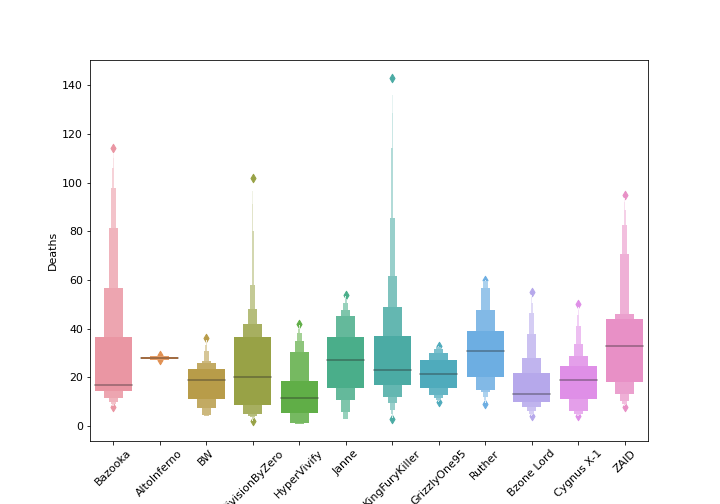 140
120
100
80
60
40
20
0
Deaths
Bazooka
AltoInferno
BW
ivisionByZero
HyperVivify
Janne
KingFuryKiller
GrizzlyOne95
Ruther
Bzone Lord
Cygnus X-1
ZAID